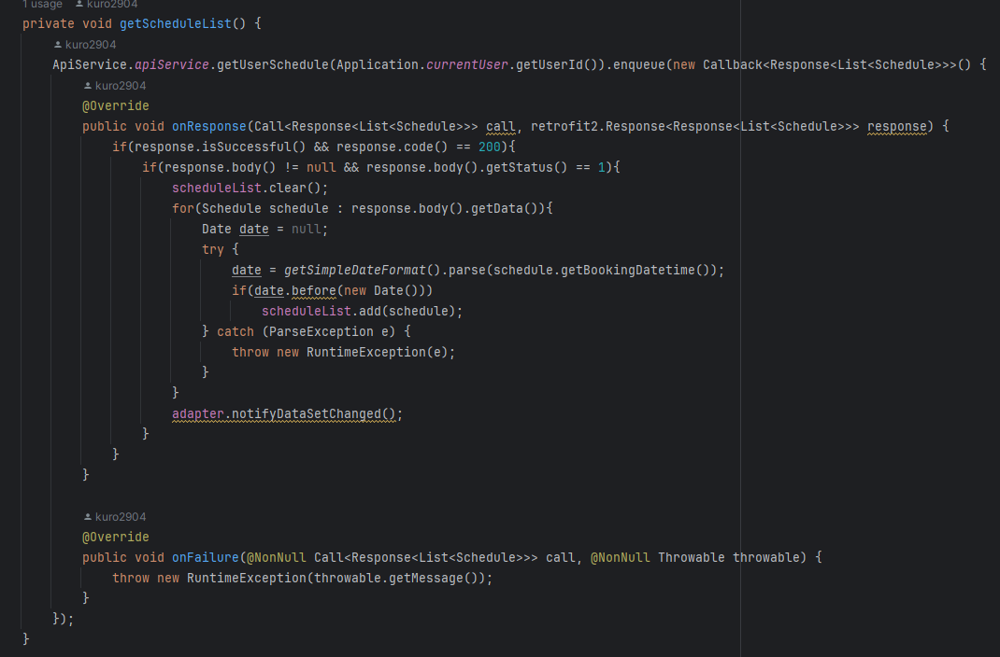 1 usage kuro2904
private void getScheduleList() {
kuro2904
ApiService.apiService.getUserSchedule(Application.currentUser.getUserId()).enqueue(new Callback<Response<List<Schedule>>>() {
kuro2904
@Override
public void onResponse(Call<Response<List<Schedule>>> call, retrofit2.Response<Response<List<Schedule>>> response) {
if(response.isSuccessful() && response.code() == 200){
if(response.body() != null && response.body().getStatus() == 1){
scheduleList.clear();
for(Schedule schedule : response.body().getData()){
Date date = null;
try {
date = getSimpleDateFormat().parse(schedule.getBookingDatetime());
if(date.before(new Date()))
scheduleList.add(schedule);
} catch (ParseException e) {
throw new RuntimeException(e);
}
}
adapter.notifyDataSetChanged();
}
}
}
kuro2904
@Override
public void onFailure(@NonNull Call<Response<List<Schedule>>> call, @NonNull Throwable throwable) {
throw new RuntimeException(throwable.getMessage());
}
});
}